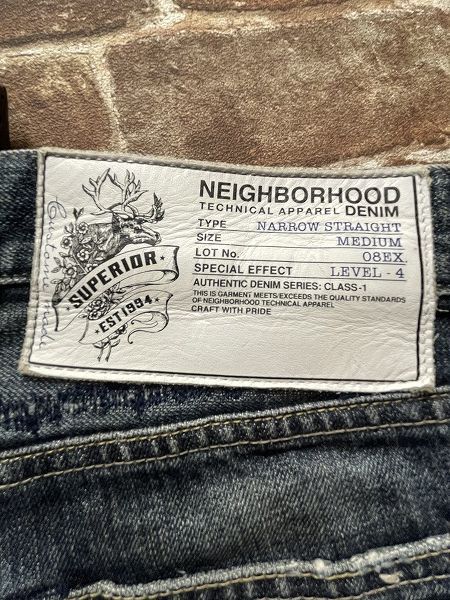 NEIGHBORHOOD
TECHNICAL APPAREL DENIM
TYPE NARROW STRAIGHT
SIZE MEDIUM
LOT No. 08EX.
SPECIAL EFFECT LEVEL-4
AUTHENTIC DENIM SERIES: CLASS-1
THIS IS GARMENT MEETS/EXCEEDS THE QUALITY STANDARDS
OF NEIGHBORHOOD TECHNICAL APPAREL
CRAFT WITH PRIDE
SUPERIOR
EST 1994